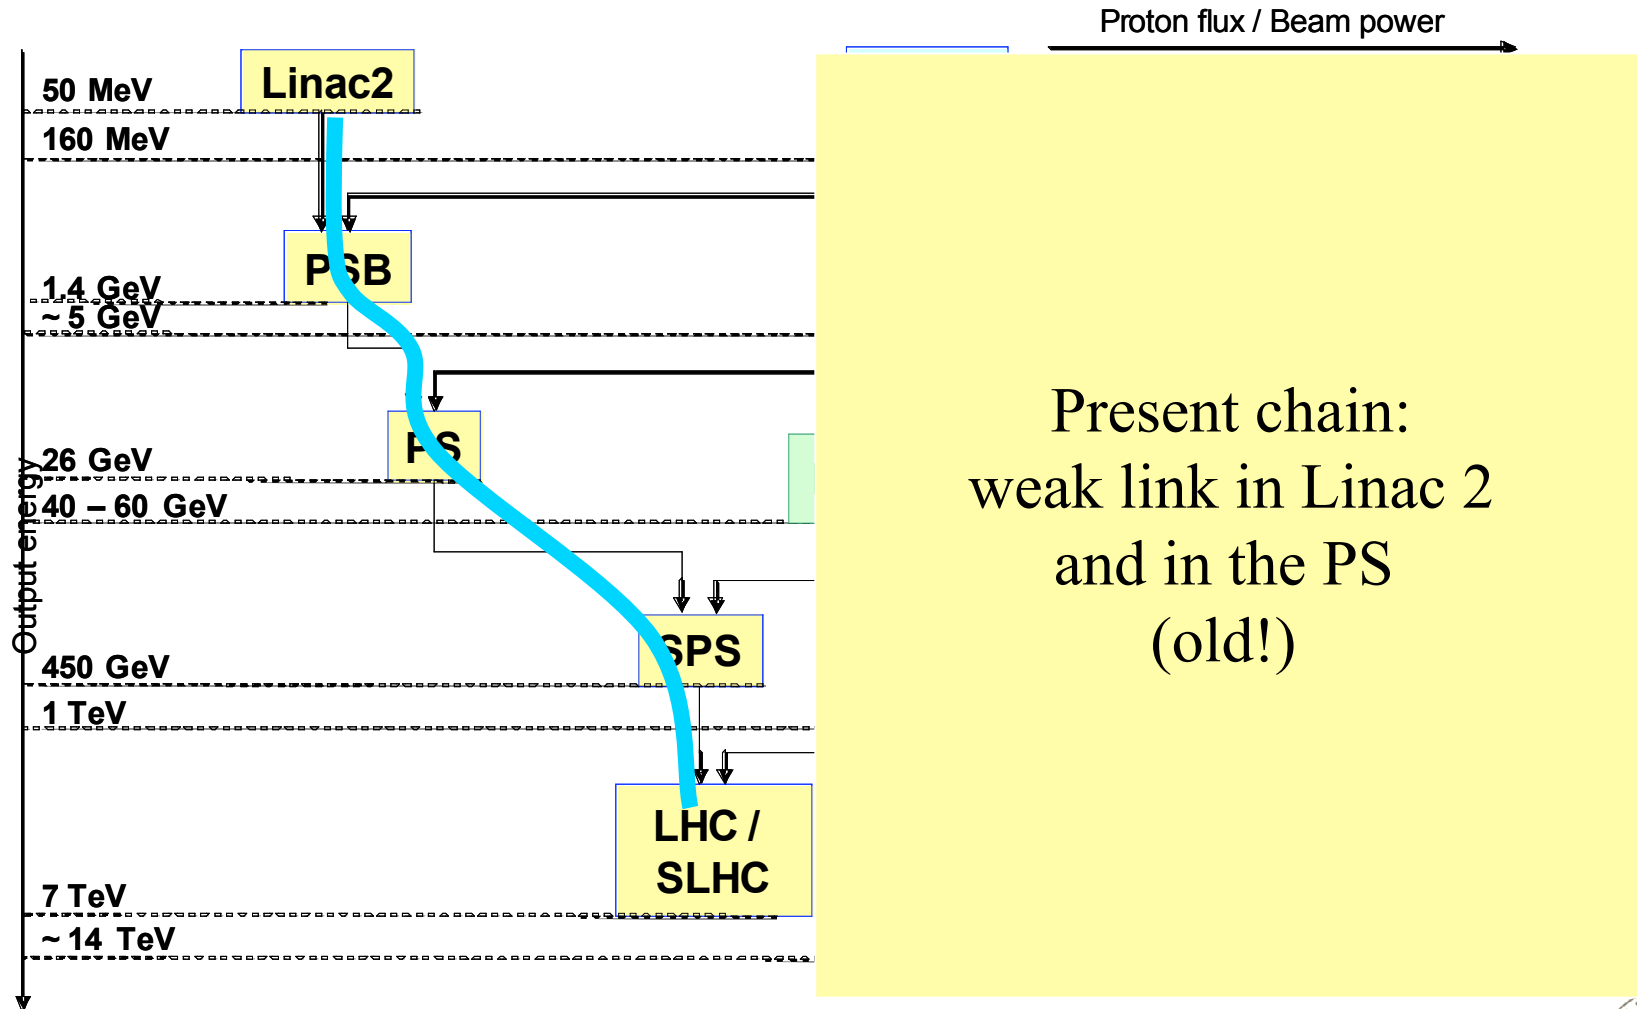 Proton flux / Beam power
Linac2
50 MeV
160 MeV
PSB
1.4 GeV
~ 5 GeV
PS
26 GeV
40 – 60 GeV
Output energy
SPS
450 GeV
1 TeV
LHC /
SLHC
7 TeV
~ 14 TeV
Present chain:
weak link in Linac 2
and in the PS
(old!)